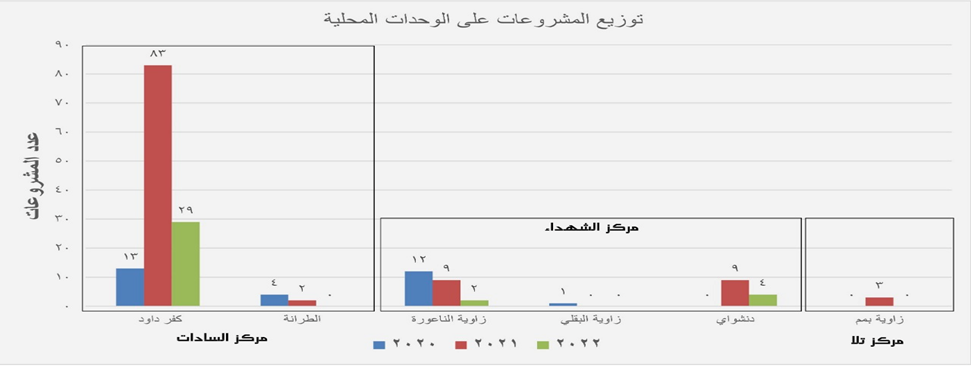 توزيع المشروعات على الوحدات المحلية
عدد المشروعات
٩٠
٨٠
٧٠
٦٠
٥٠
٤٠
٣٠
٢٠
١٠
٠
١٣
٨٣
٢٩
٤
٢
٠
مركز الشهداء
١٢
٩
٢
١
٠
٠
٠
٩
٤
٠
٣
٠
كفر داود
الطرانة
زاوية الناعورة
زاوية البقلي
دنشواي
زاوية بمم
مركز السادات
مركز تلا
٢٠٢٠
٢٠٢١
٢٠٢٢